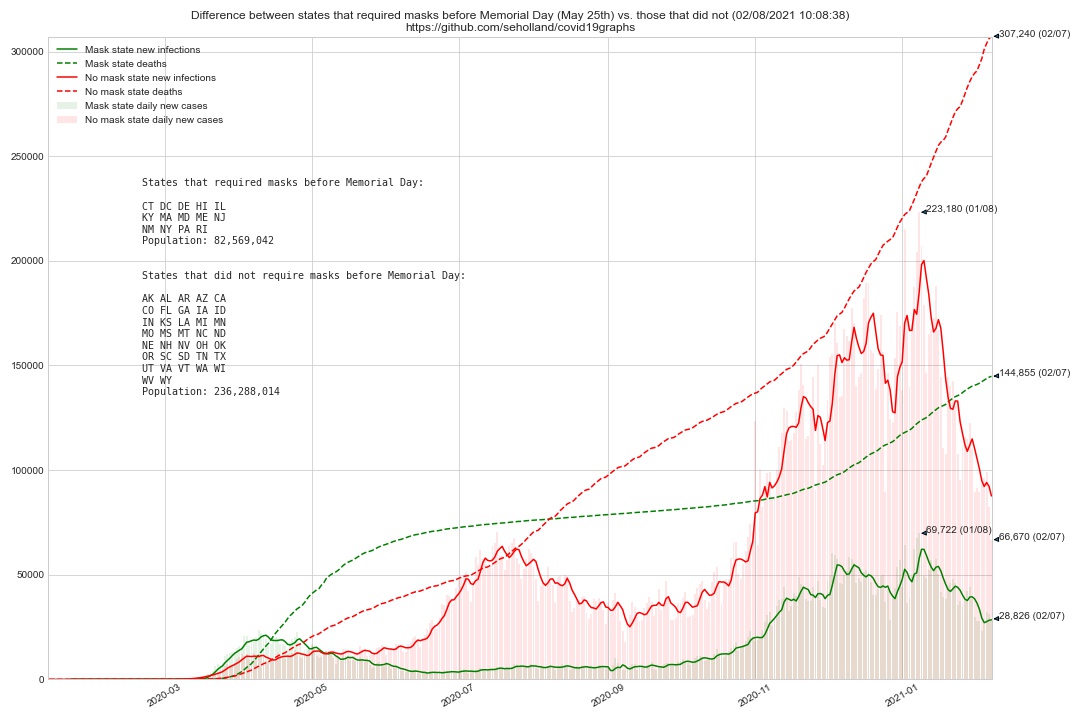 Difference between states that required masks before Memorial Day (May 25th) vs. those that did not (02/08/2021 10:08:38)
https://github.com/seholland/covid19graphs
Mask state new infections
Mask state deaths
No mask state new infections
No mask state deaths
Mask state daily new cases
No mask state daily new cases
States that required masks before Memorial Day:
CT DC DE HI IL
KY MA MD ME NJ
NM NY PA RI
Population: 82,569,042
States that did not require masks before Memorial Day:
AK AL AR AZ CA
CO FL GA IA ID
IN KS LA MI MN
MO MS MT NC ND
NE NH NV OH OK
OR SC SD TN TX
UT VA VT WA WI
WV WY
Population: 236,288,014
300000
250000
200000
150000
100000
50000
0
2020-03
2020-05
2020-07
2020-09
2020-11
2021-01
307,240 (02/07)
223,180 (01/08)
144,855 (02/07)
69,722 (01/08)
66,670 (02/07)
28,826 (02/07)